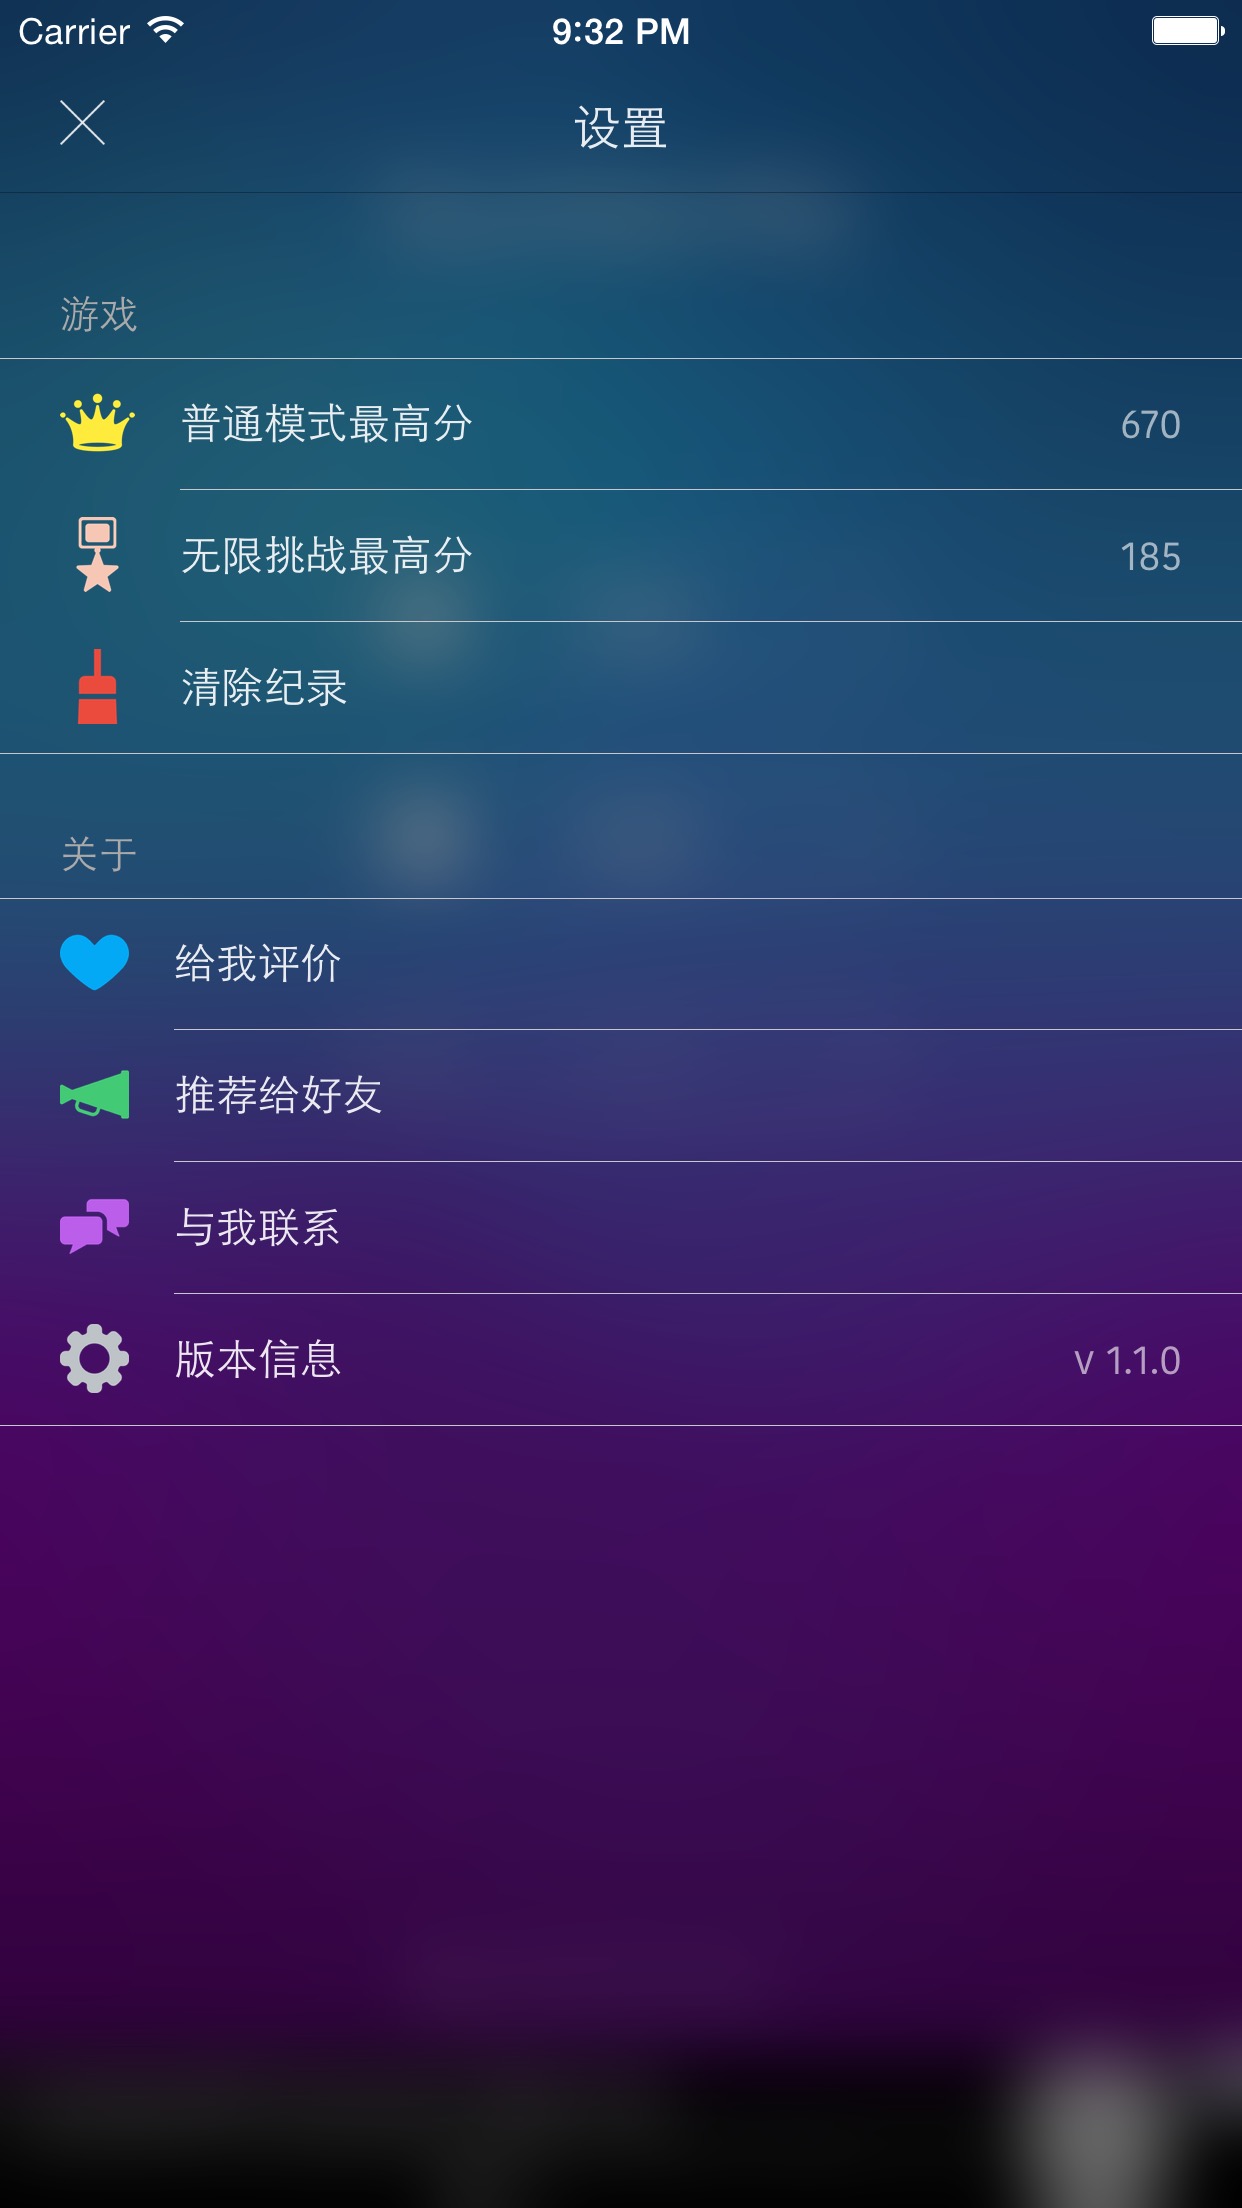 Carrier 9:32 PM
设置
游戏
普通模式最高分 670
无限挑战最高分 185
清除纪录
关于
给我评价
推荐给好友
与我联系
版本信息 v 1.1.0